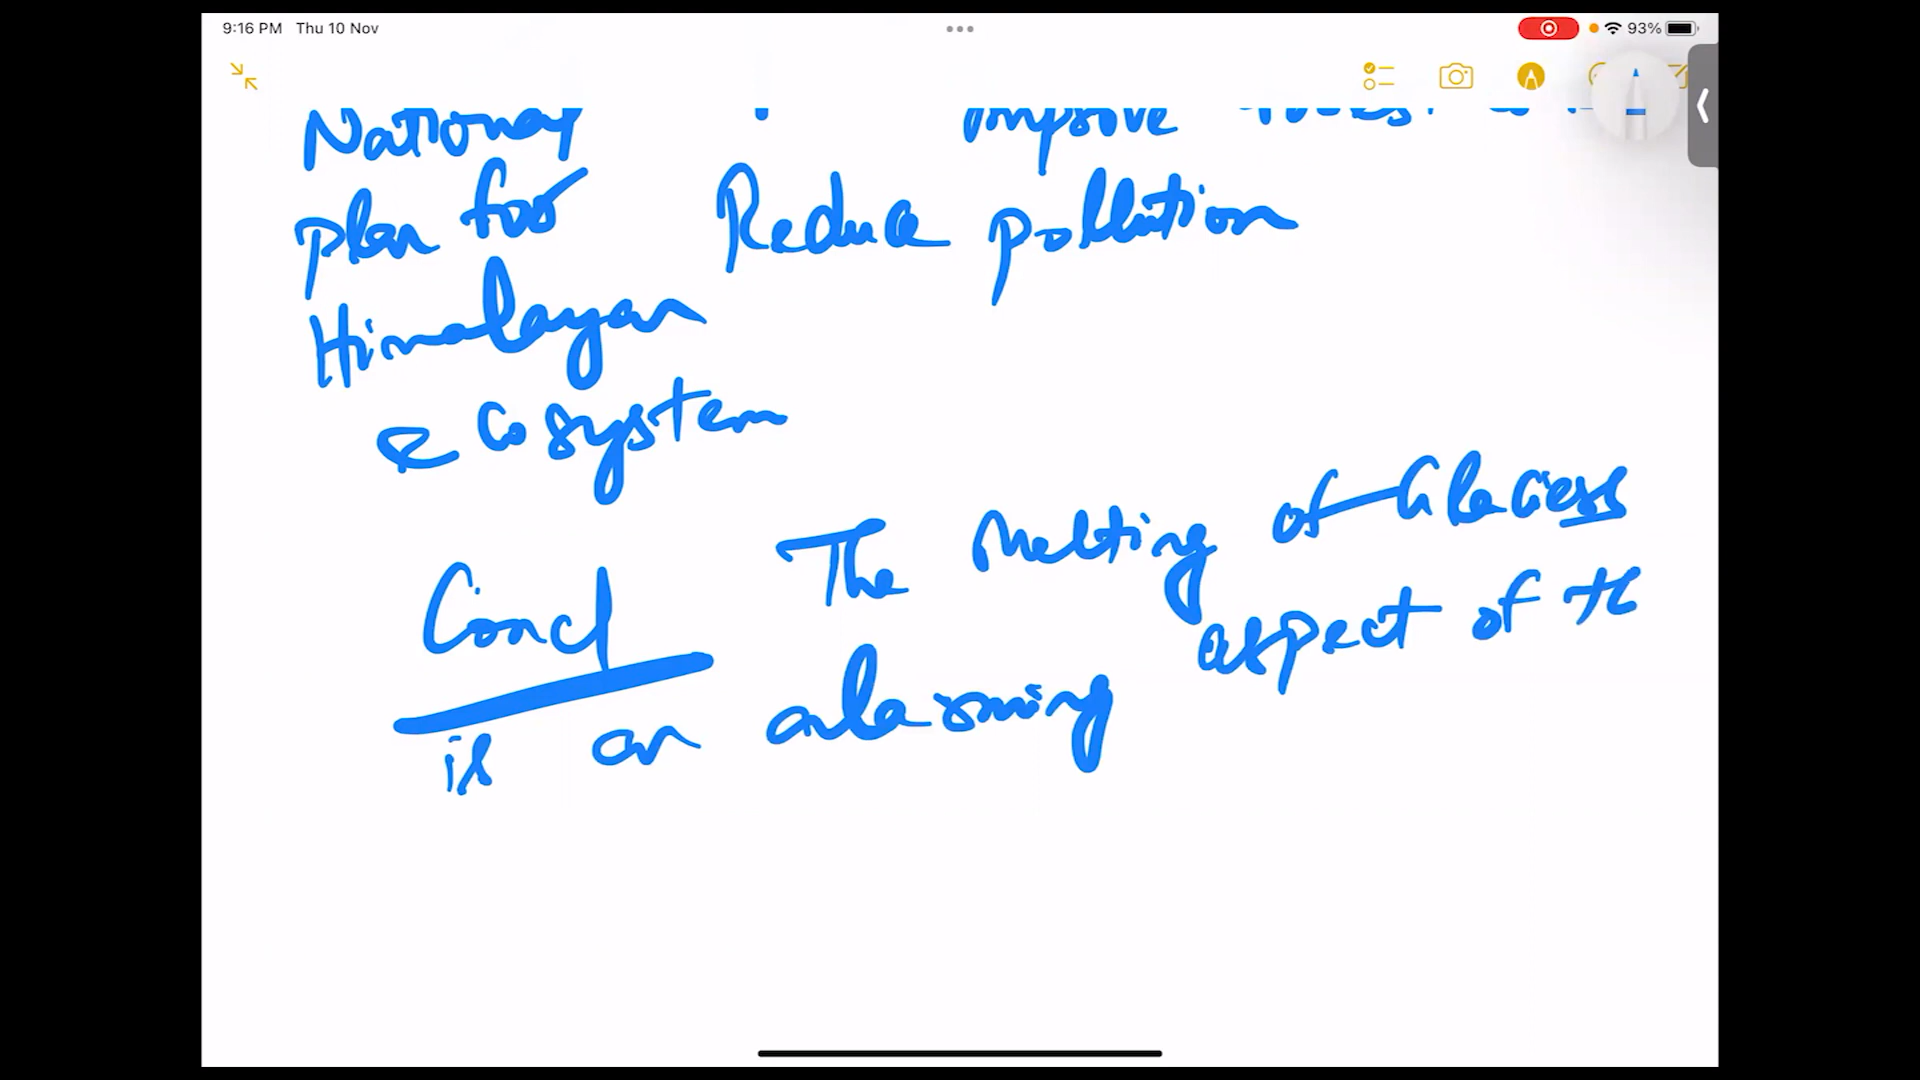 9:16 PM Thu 10 Nov
93%
National improve
plan for Reduce pollution
Himalayan
ecosystem
Concl The melting of Glaciers
is an alarming aspect of the